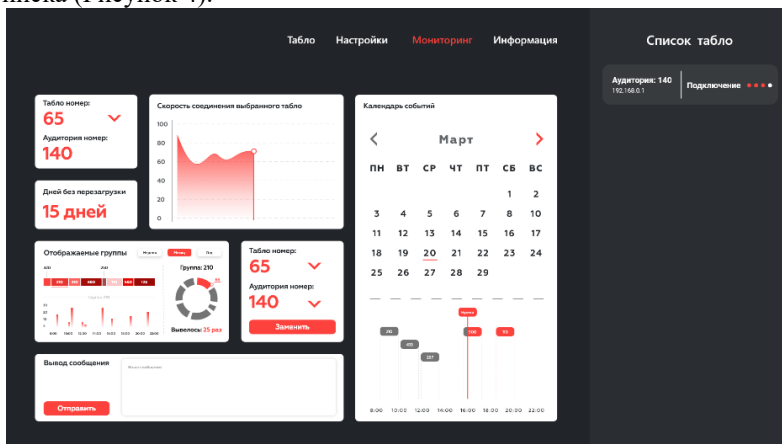 (Рисунок 4).
Табло Настройки Мониторинг Информация
Список табло
Аудитория: 140
192.168.0.1
Подключение
Табло номер:
65
Аудитория номер:
140
Дней без перезагрузки
15 дней
Скорость соединения выбранного табло
100
80
60
40
20
0
Календарь событий
Март
ПН ВТ СР ЧТ ПТ СБ ВС
1 2
3 4 5 6 7 8 10
11 12 13 14 15 16 17
18 19 20 21 22 23 24
25 26 27 28 29
8:00 10:00 12:00 14:00 16:00 18:00 20:00 22:00
Отображаемые группы
Группа: 210
Вывелось: 25 раз
Табло номер:
65
Аудитория номер:
140
Заменить
Вывод сообщения
Отправить